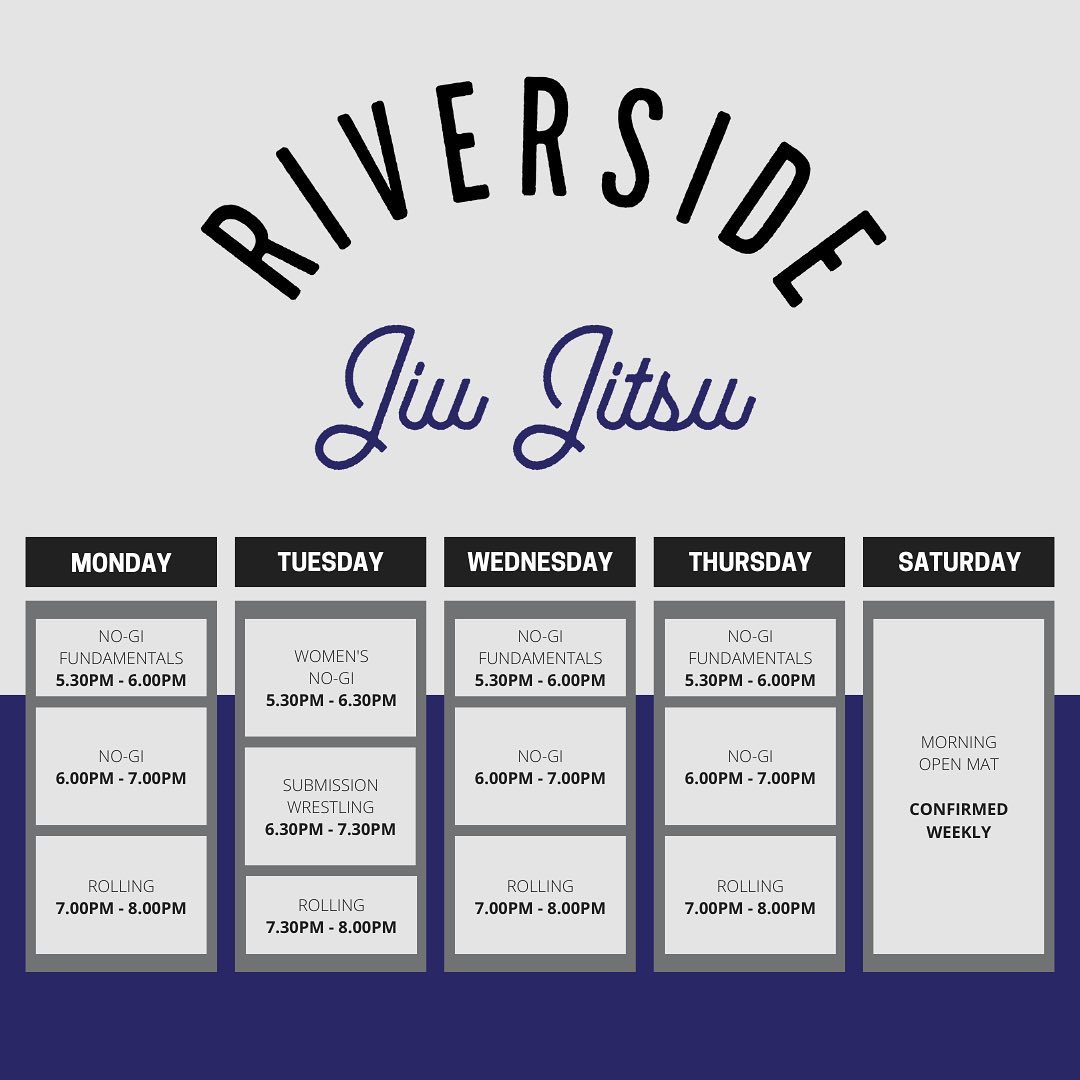 RIVERSIDE
Jiu Jitsu
MONDAY
NO-GI
FUNDAMENTALS
5.30PM - 6.00PM
NO-GI
6.00PM - 7.00PM
ROLLING
7.00PM - 8.00PM
TUESDAY
WOMEN'S
NO-GI
5.30PM - 6.30PM
SUBMISSION
WRESTLING
6.30PM - 7.30PM
ROLLING
7.30PM - 8.00PM
WEDNESDAY
NO-GI
FUNDAMENTALS
5.30PM - 6.00PM
NO-GI
6.00PM - 7.00PM
ROLLING
7.00PM - 8.00PM
THURSDAY
NO-GI
FUNDAMENTALS
5.30PM - 6.00PM
NO-GI
6.00PM - 7.00PM
ROLLING
7.00PM - 8.00PM
SATURDAY
MORNING
OPEN MAT
CONFIRMED
WEEKLY